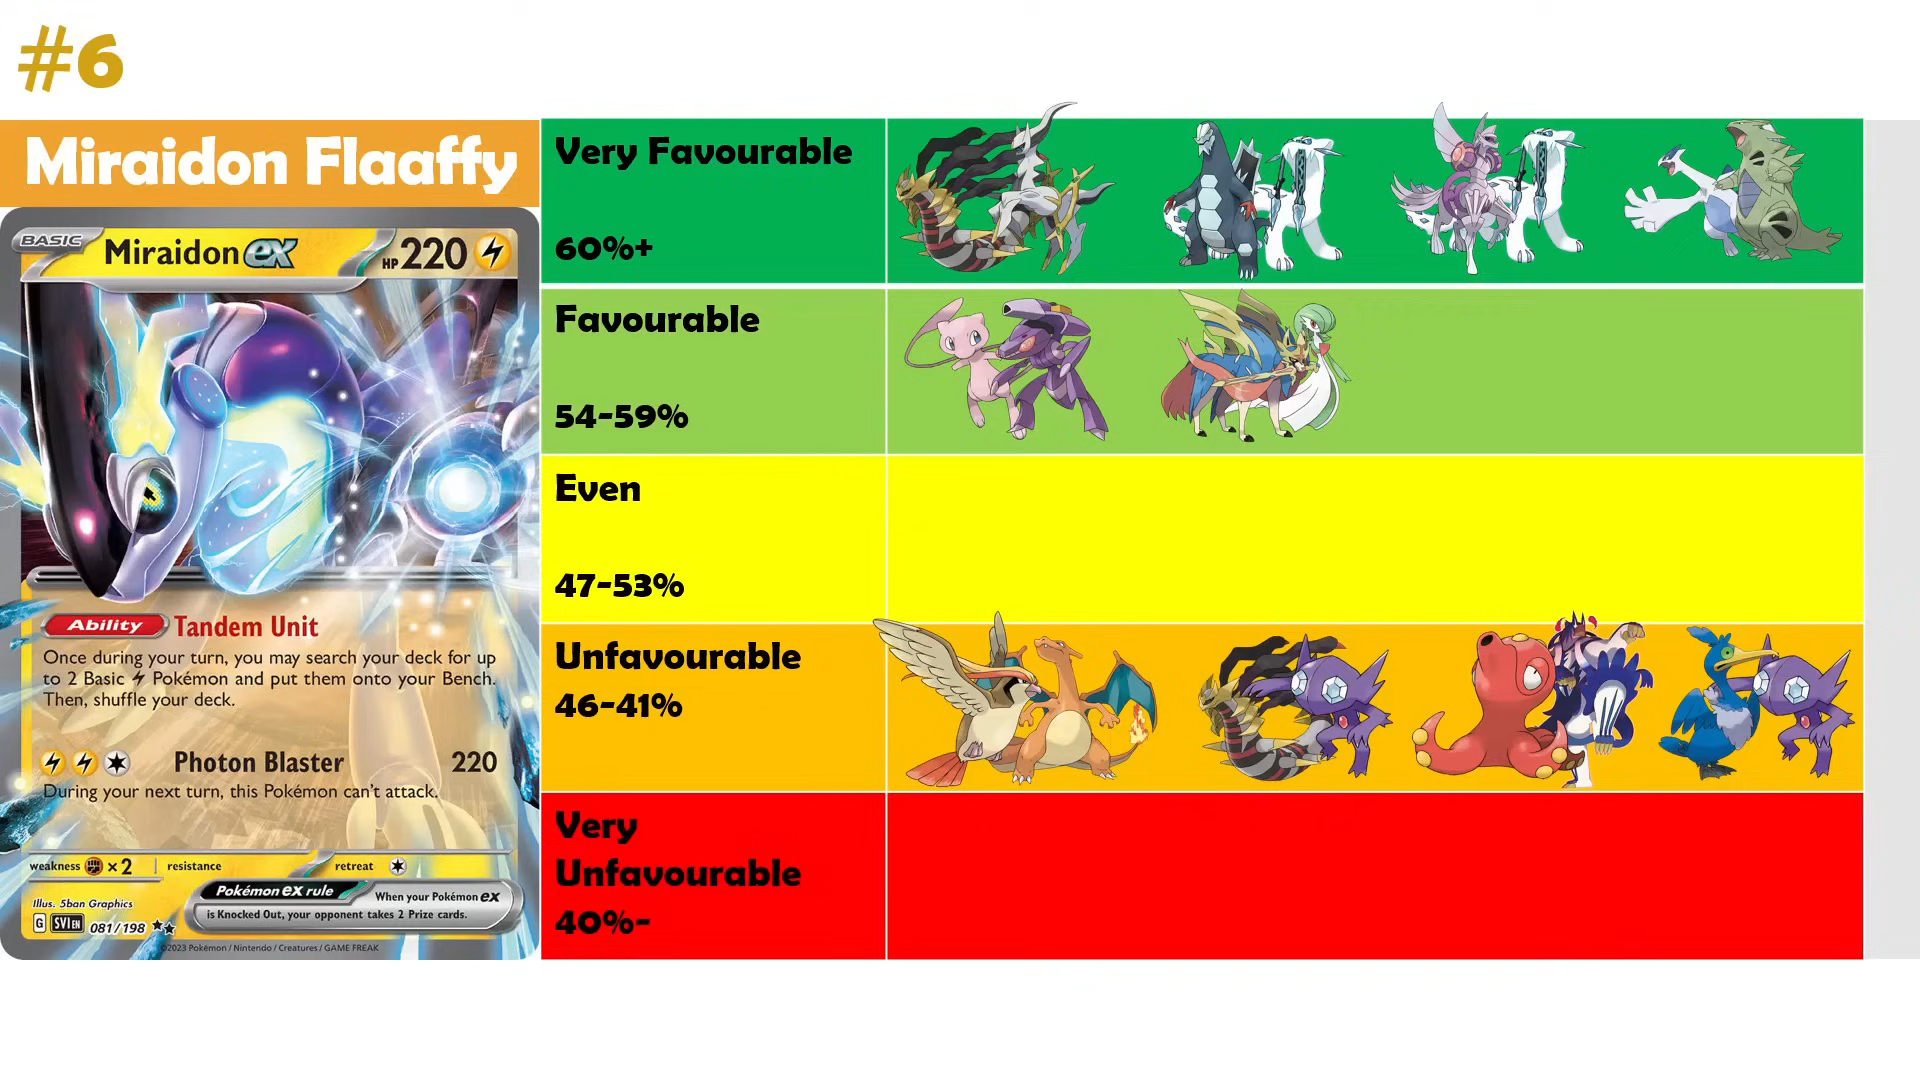 #6
Miraidon Flaaffy
BASIC
Miraidon ex
HP 220
Ability Tandem Unit
Once during your turn, you may search your deck for up
to 2 Basic Pokémon and put them onto your Bench.
Then, shuffle your deck.
Photon Blaster 220
During your next turn, this Pokémon can't attack.
weakness ×2 resistance retreat
Pokémon ex rule When your Pokémon ex
is Knocked Out, your opponent takes 2 Prize cards.
Illus. 5ban Graphics
G SVI EN 081/198
©2023 Pokémon / Nintendo / Creatures / GAME FREAK
Very Favourable
60%+
Favourable
54-59%
Even
47-53%
Unfavourable
46-41%
Very
Unfavourable
40%-